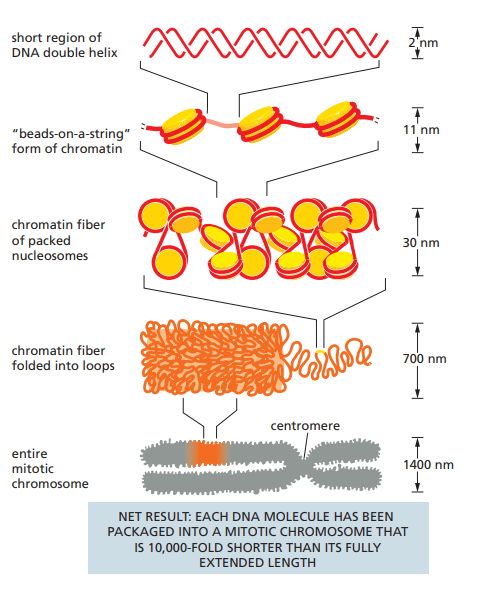 short region of
DNA double helix
2 nm
"beads-on-a-string"
form of chromatin
11 nm
chromatin fiber
of packed
nucleosomes
30 nm
chromatin fiber
folded into loops
700 nm
centromere
entire
mitotic
chromosome
1400 nm
NET RESULT: EACH DNA MOLECULE HAS BEEN
PACKAGED INTO A MITOTIC CHROMOSOME THAT
IS 10,000-FOLD SHORTER THAN ITS FULLY
EXTENDED LENGTH